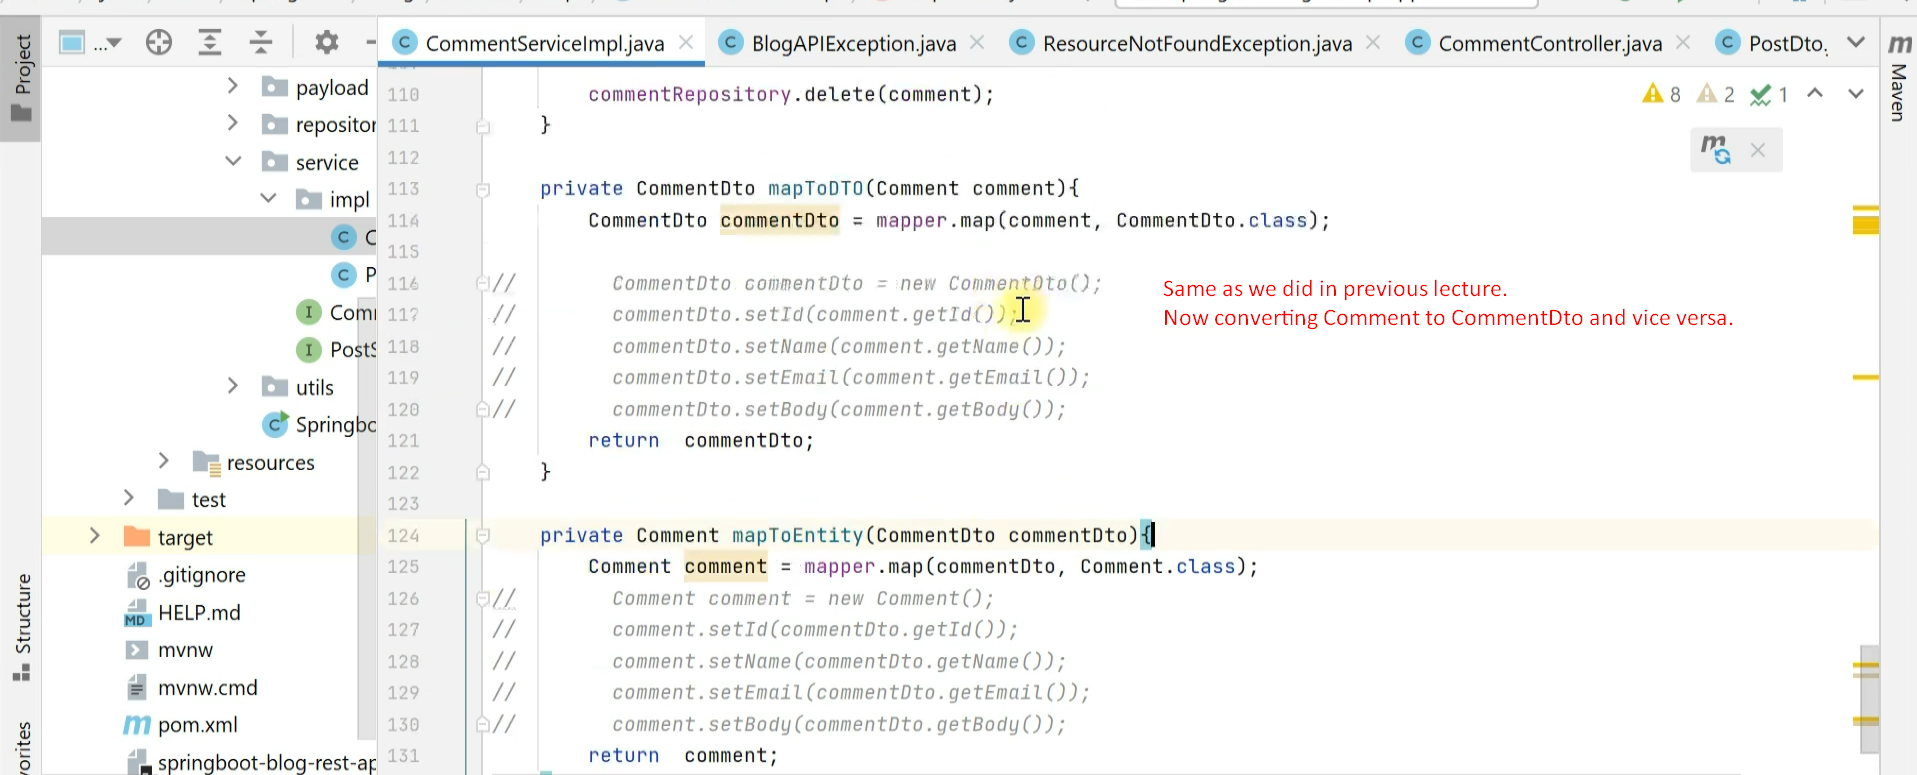 Project
...
CommentServiceImpl.java
BlogAPIException.java
ResourceNotFoundException.java
CommentController.java
PostDto.
Maven
Structure
payload
repositor
service
impl
C
P
Com
PostS
utils
Springbo
resources
test
target
.gitignore
HELP.md
mvnw
mvnw.cmd
pom.xml
springboot-blog-rest-ap
8 2 1
110 commentRepository.delete(comment);
111 }
112
113 private CommentDto mapToDTO(Comment comment){
114 CommentDto commentDto = mapper.map(comment, CommentDto.class);
115
116 // CommentDto commentDto = new CommentDto();
117 // commentDto.setId(comment.getId());
118 // commentDto.setName(comment.getName());
119 // commentDto.setEmail(comment.getEmail());
120 // commentDto.setBody(comment.getBody());
121 return commentDto;
122 }
123
124 private Comment mapToEntity(CommentDto commentDto){
125 Comment comment = mapper.map(commentDto, Comment.class);
126 // Comment comment = new Comment();
127 // comment.setId(commentDto.getId());
128 // comment.setName(commentDto.getName());
129 // comment.setEmail(commentDto.getEmail());
130 // comment.setBody(commentDto.getBody());
131 return comment;
Same as we did in previous lecture.
Now converting Comment to CommentDto and vice versa.